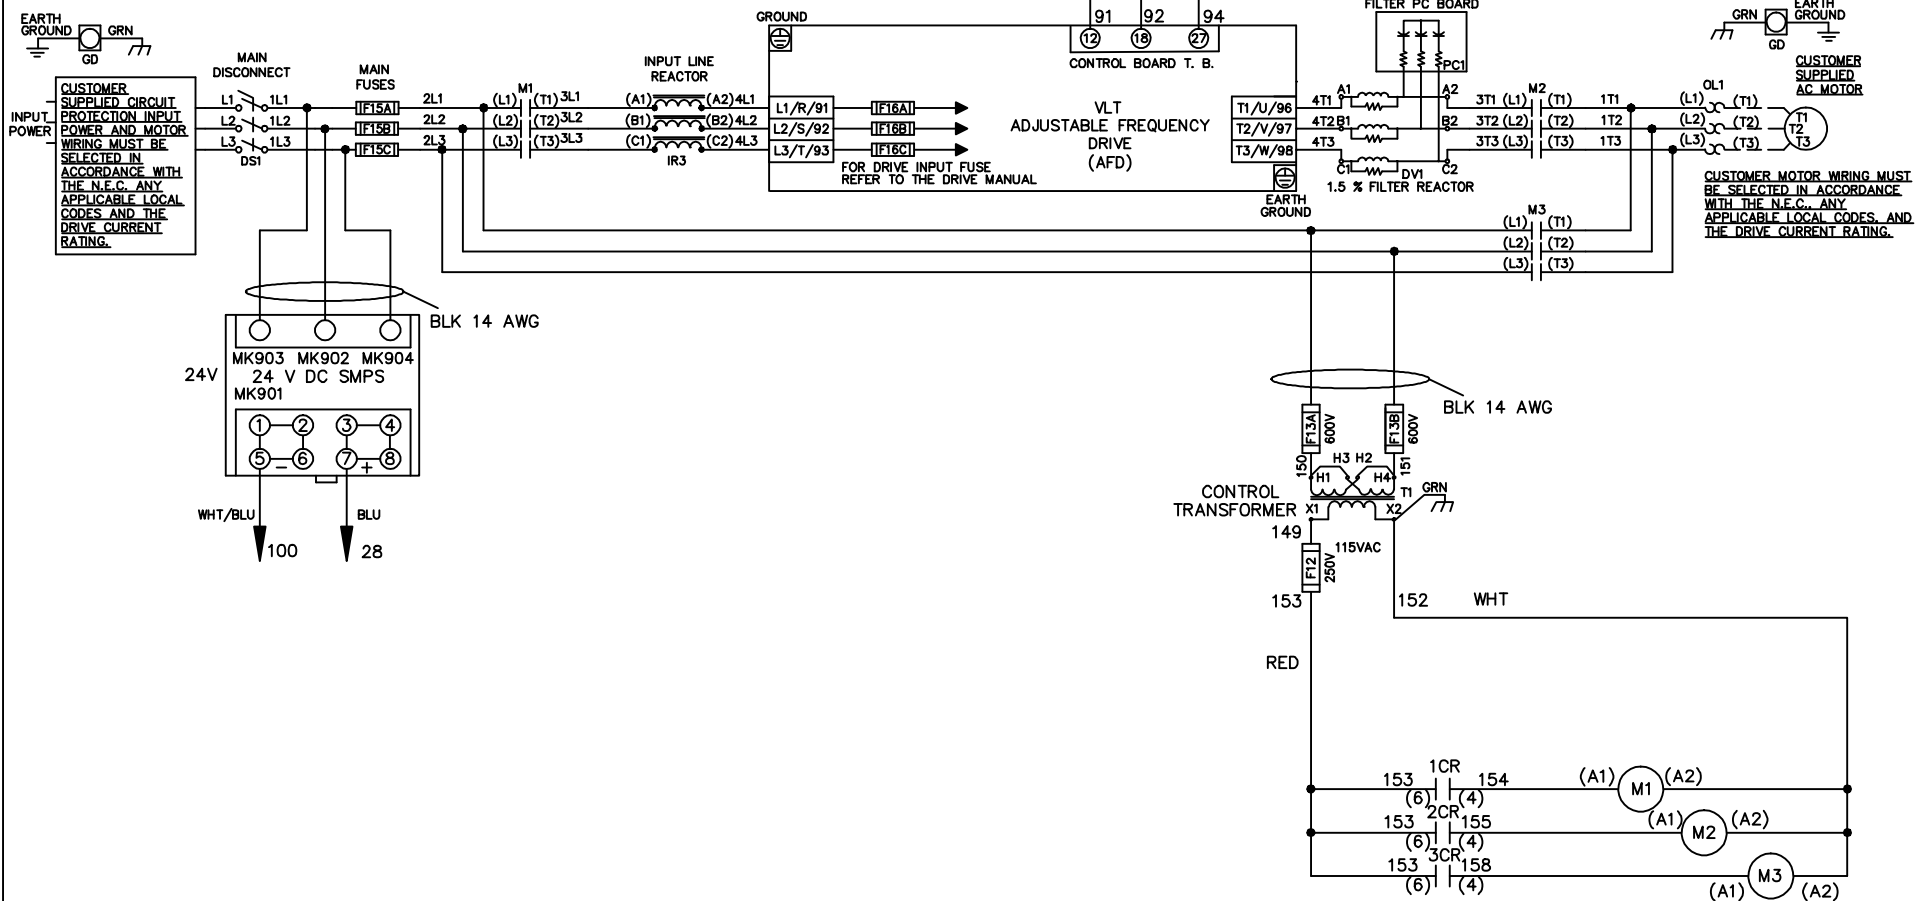 EARTH
GROUND
GRN
GD
GROUND
91 92 94
12 18 27
CONTROL BOARD T. B.
FILTER PC BOARD
PC1
GRN
EARTH
GROUND
GD
CUSTOMER
SUPPLIED
AC MOTOR
INPUT
POWER
CUSTOMER
SUPPLIED CIRCUIT
PROTECTION INPUT
POWER AND MOTOR
WIRING MUST BE
SELECTED IN
ACCORDANCE WITH
THE N.E.C. ANY
APPLICABLE LOCAL
CODES AND THE
DRIVE CURRENT
RATING.
MAIN
DISCONNECT
MAIN
FUSES
INPUT LINE
REACTOR
M1
L1 1L1 F15A 2L1 (L1) (T1) 3L1 (A1) (A2) 4L1 L1/R/91 F16A
L2 1L2 F15B 2L2 (L2) (T2) 3L2 (B1) (B2) 4L2 L2/S/92 F16B
L3 1L3 F15C 2L3 (L3) (T3) 3L3 (C1) (C2) 4L3 L3/T/93 F16C
DS1
IR3
FOR DRIVE INPUT FUSE
REFER TO THE DRIVE MANUAL
VLT
ADJUSTABLE FREQUENCY
DRIVE
(AFD)
EARTH
GROUND
M2
OL1
T1/U/96 4T1 A1 A2 3T1 (L1) (T1) 1T1 (L1) (T1) T1
T2/V/97 4T2 B1 B2 3T2 (L2) (T2) 1T2 (L2) (T2) T2
T3/W/98 4T3 C1 C2 3T3 (L3) (T3) 1T3 (L3) (T3) T3
DV1
1.5 % FILTER REACTOR
CUSTOMER MOTOR WIRING MUST
BE SELECTED IN ACCORDANCE
WITH THE N.E.C., ANY
APPLICABLE LOCAL CODES, AND
THE DRIVE CURRENT RATING.
M3
(L1) (T1)
(L2) (T2)
(L3) (T3)
BLK 14 AWG
MK903 MK902 MK904
24V
24 V DC SMPS
MK901
1 2 3 4
5 - 6 7 + 8
WHT/BLU BLU
100 28
BLK 14 AWG
F13A 600V F13B 600V
150 H3 H2 151
H1 H4
T1
GRN
CONTROL
TRANSFORMER
X1 X2
149
115VAC
F12 250V
153
152 WHT
RED
1CR
153 154 (A1) M1 (A2)
(6) (4)
2CR
153 155 (A1) M2 (A2)
(6) (4)
3CR
153 158 M3
(6) (4) (A1) (A2)